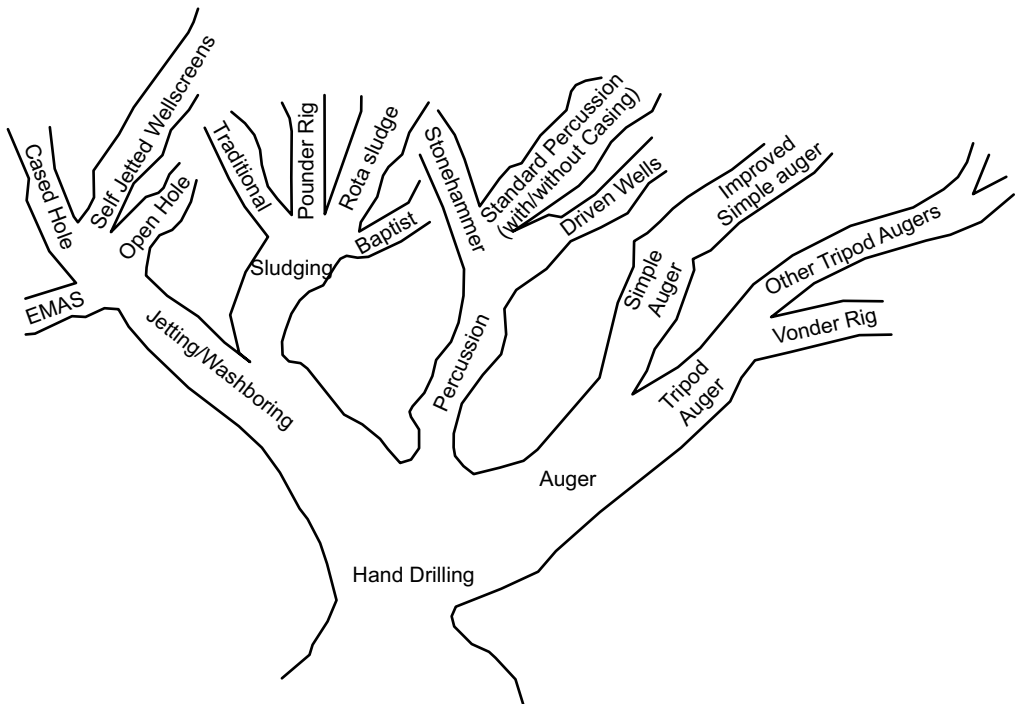 Cased Hole
Self Jetted Wellscreens
Open Hole
EMAS
Jetting/Washboring
Traditional
Pounder Rig
Rota sludge
Baptist
Sludging
Stonehammer
Standard Percussion
(with/without Casing)
Driven Wells
Percussion
Improved
Simple auger
Simple
Auger
Other Tripod Augers
Vonder Rig
Tripod
Auger
Auger
Hand Drilling